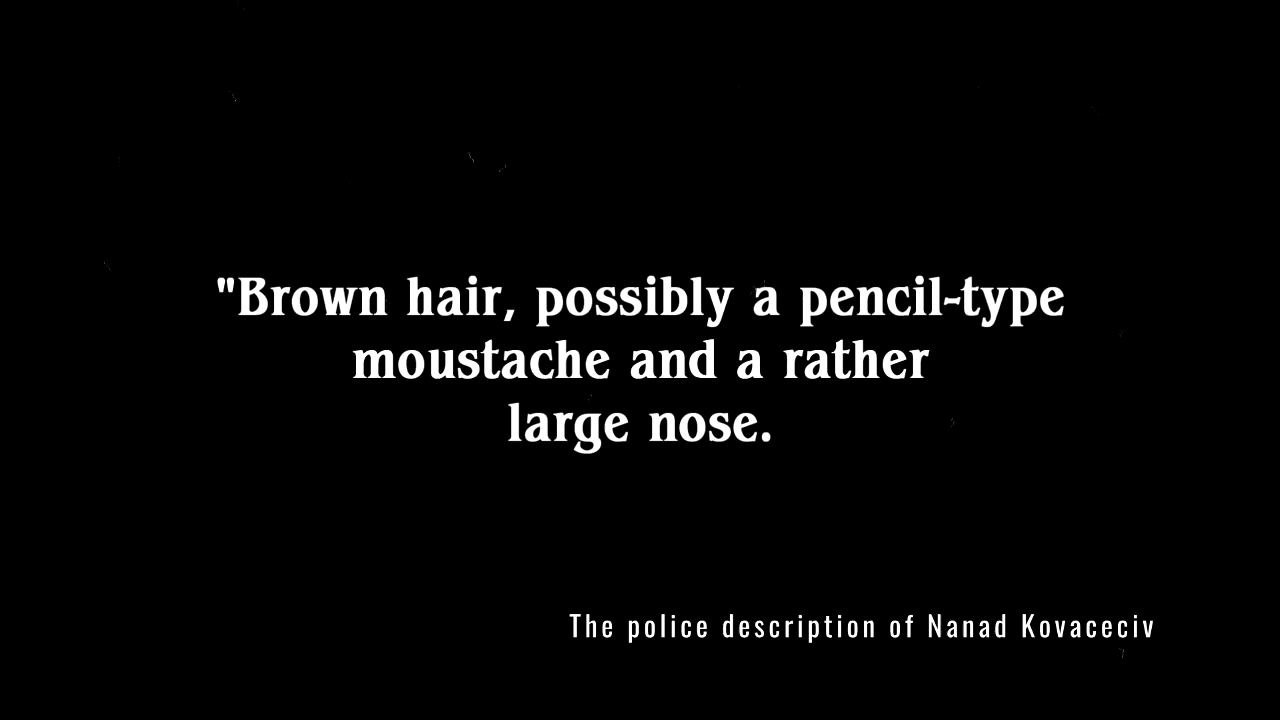 "Brown hair, possibly a pencil-type
moustache and a rather
large nose.
The police description of Nanad Kovaceciv